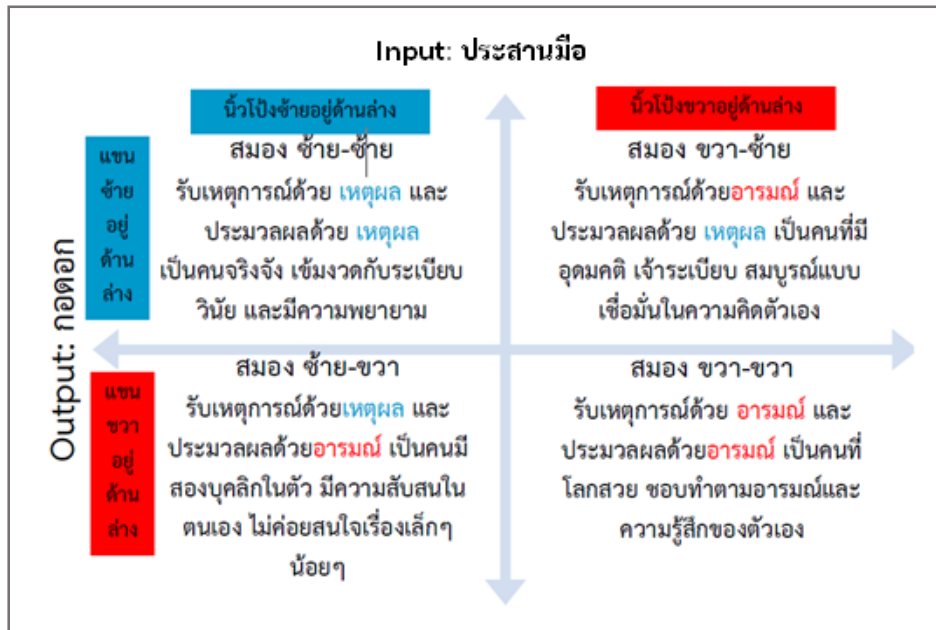 Input: ประสานมือ
นิ้วโป้งซ้ายอยู่ด้านล่าง
นิ้วโป้งขวาอยู่ด้านล่าง
Output: กอดอก
แขน
ซ้าย
อยู่
ด้าน
ล่าง
สมอง ซ้าย-ซ้าย
รับเหตุการณ์ด้วย เหตุผล และ
ประมวลผลด้วย เหตุผล
เป็นคนจริงจัง เข้มงวดกับระเบียบ
วินัย และมีความพยายาม
สมอง ขวา-ซ้าย
รับเหตุการณ์ด้วยอารมณ์ และ
ประมวลผลด้วย เหตุผล เป็นคนที่มี
อุดมคติ เจ้าระเบียบ สมบูรณ์แบบ
เชื่อมั่นในความคิดตัวเอง
แขน
ขวา
อยู่
ด้าน
ล่าง
สมอง ซ้าย-ขวา
รับเหตุการณ์ด้วยเหตุผล และ
ประมวลผลด้วยอารมณ์ เป็นคนมี
สองบุคลิกในตัว มีความสับสนใน
ตนเอง ไม่ค่อยสนใจเรื่องเล็กๆ
น้อยๆ
สมอง ขวา-ขวา
รับเหตุการณ์ด้วย อารมณ์ และ
ประมวลผลด้วยอารมณ์ เป็นคนที่
โลกสวย ชอบทำตามอารมณ์และ
ความรู้สึกของตัวเอง